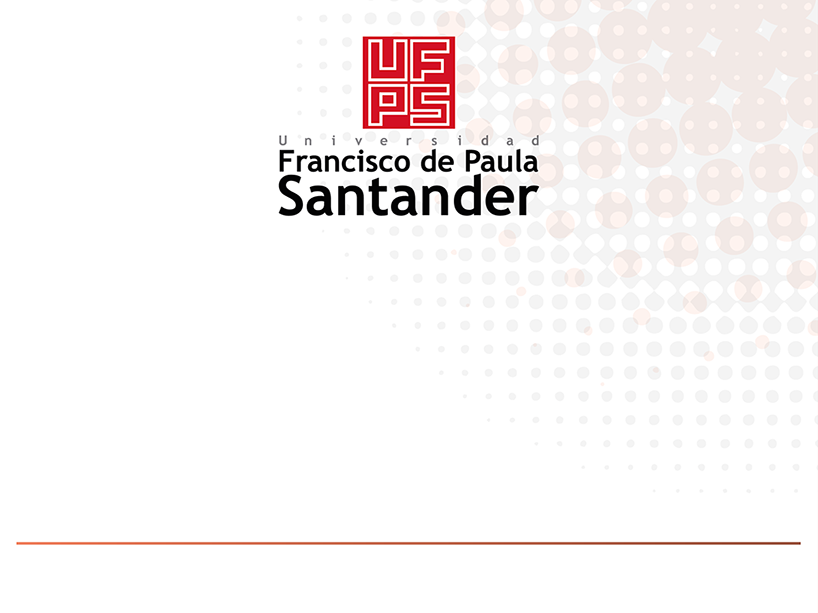 UF
PS
Universidad
Francisco de Paula
Santander